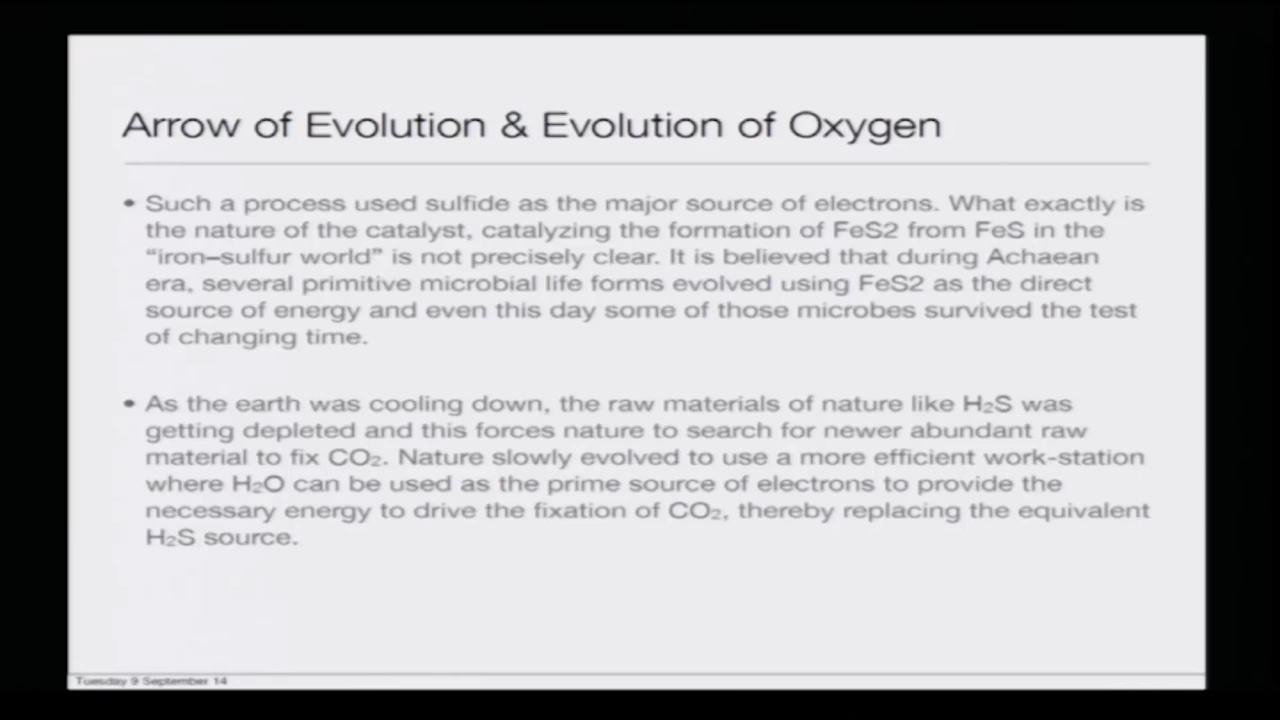 Arrow of Evolution & Evolution of Oxygen
• Such a process used sulfide as the major source of electrons. What exactly is
the nature of the catalyst, catalyzing the formation of FeS2 from FeS in the
“iron–sulfur world” is not precisely clear. It is believed that during Achaean
era, several primitive microbial life forms evolved using FeS2 as the direct
source of energy and even this day some of those microbes survived the test
of changing time.
• As the earth was cooling down, the raw materials of nature like H₂S was
getting depleted and this forces nature to search for newer abundant raw
material to fix CO₂. Nature slowly evolved to use a more efficient work-station
where H₂O can be used as the prime source of electrons to provide the
necessary energy to drive the fixation of CO₂, thereby replacing the equivalent
H₂S source.
Tuesday 9 September 14